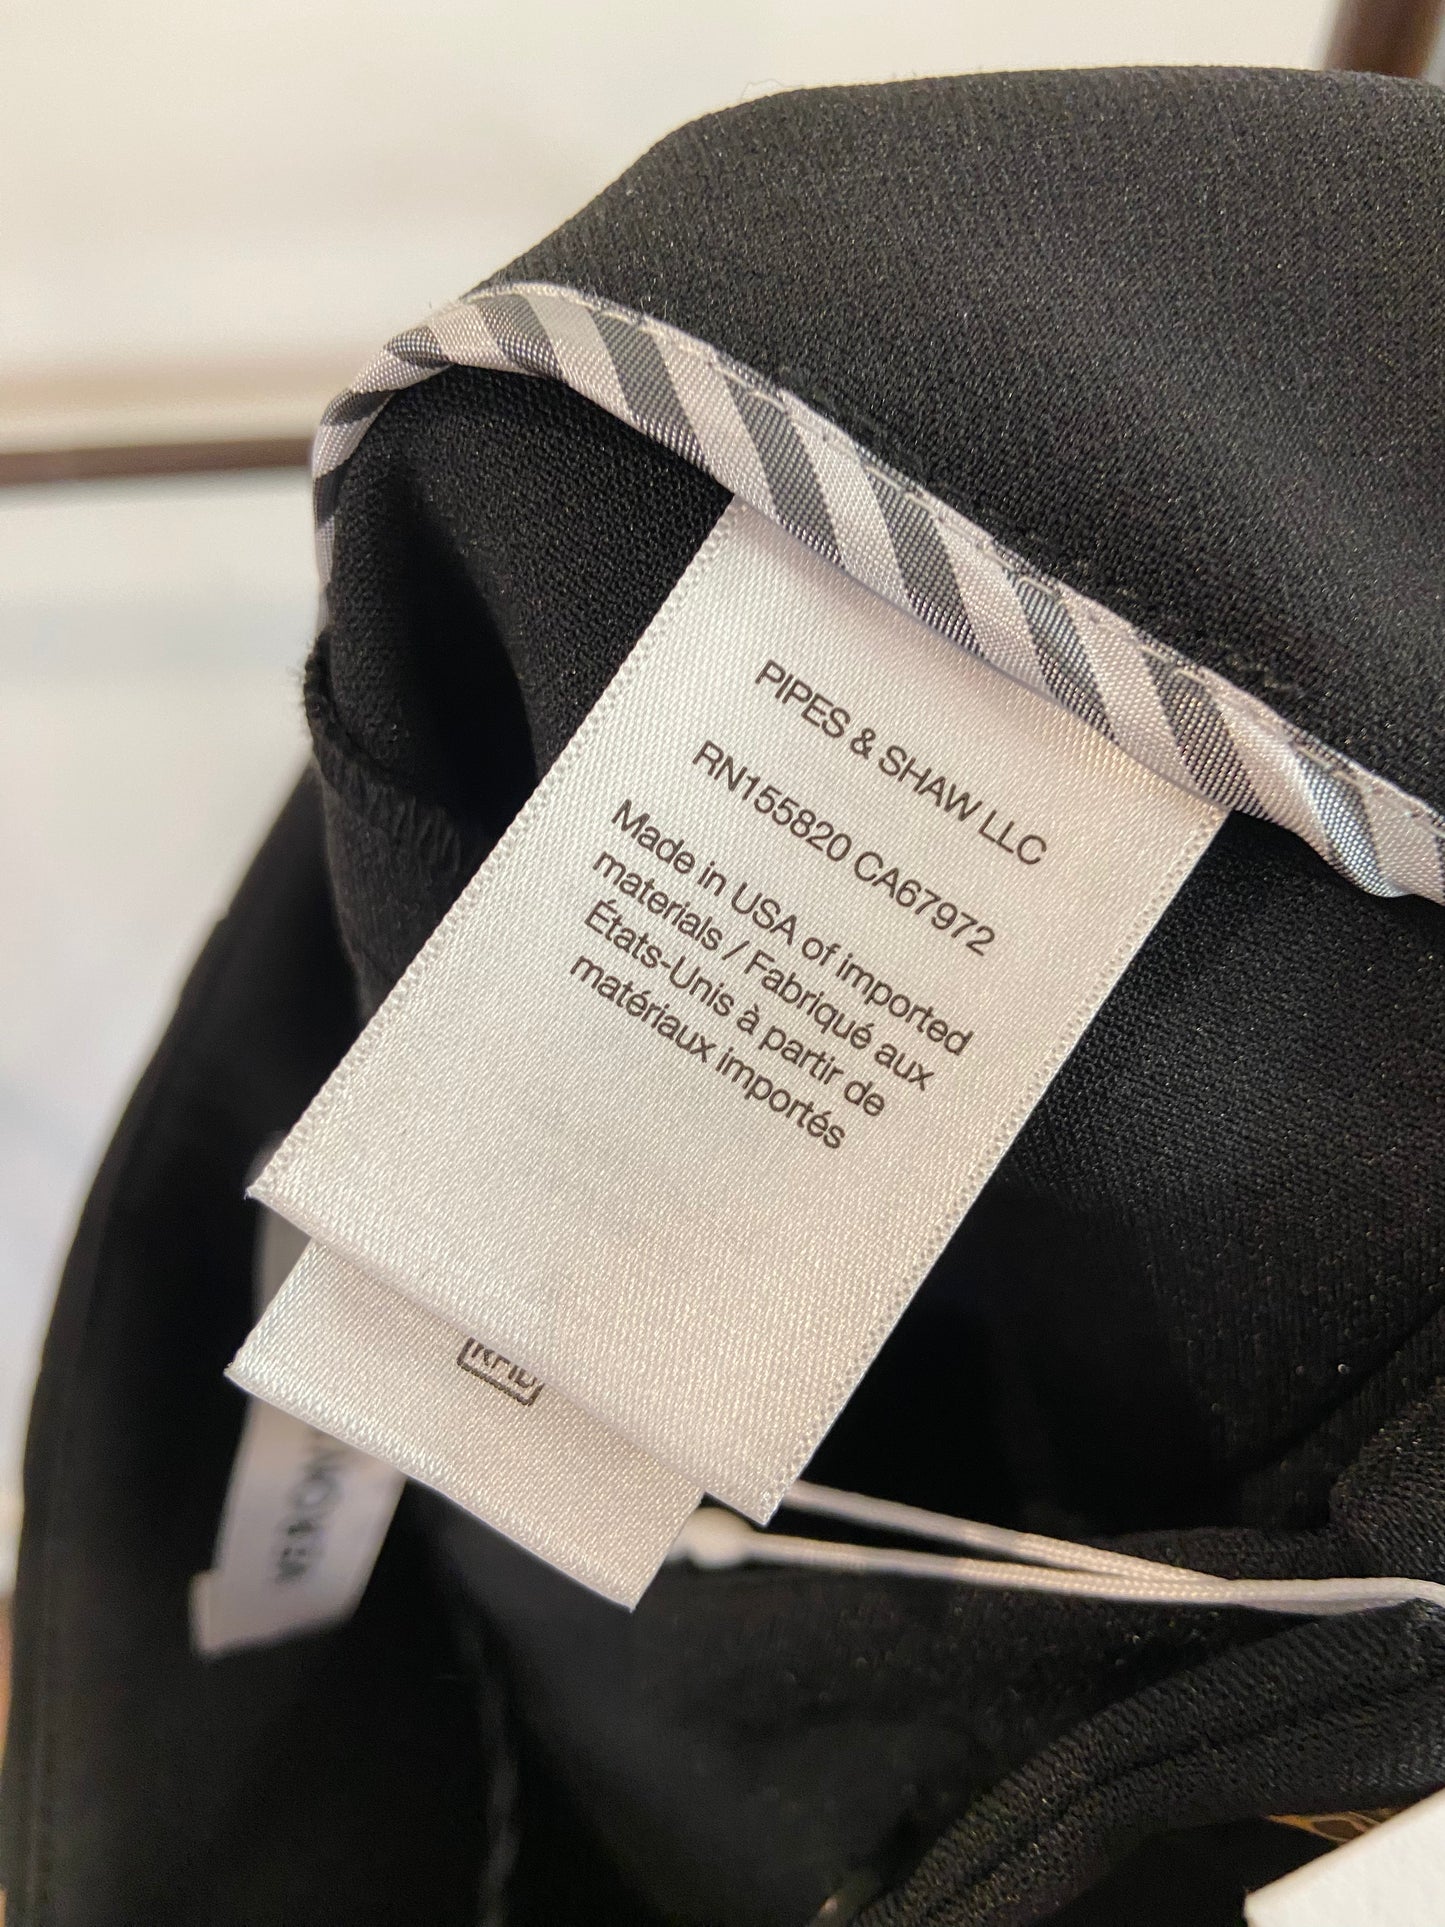 PIPES & SHAW LLC
RN155820 CA67972
Made in USA of imported
materials / Fabriqué aux
États-Unis à partir de
matériaux importés